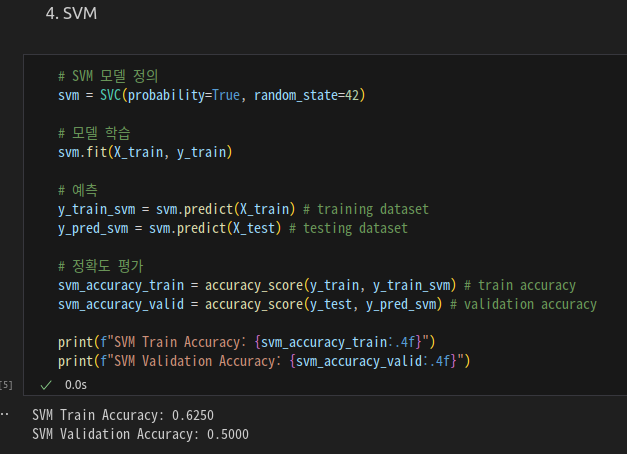 4. SVM
# SVM 모델 정의
svm = SVC(probability=True, random_state=42)
# 모델 학습
svm.fit(X_train, y_train)
# 예측
y_train_svm = svm.predict(X_train) # training dataset
y_pred_svm = svm.predict(X_test) # testing dataset
# 정확도 평가
svm_accuracy_train = accuracy_score(y_train, y_train_svm) # train accuracy
svm_accuracy_valid = accuracy_score(y_test, y_pred_svm) # validation accuracy
print(f"SVM Train Accuracy: {svm_accuracy_train:.4f}")
print(f"SVM Validation Accuracy: {svm_accuracy_valid:.4f}")
[5] 0.0s
SVM Train Accuracy: 0.6250
SVM Validation Accuracy: 0.5000